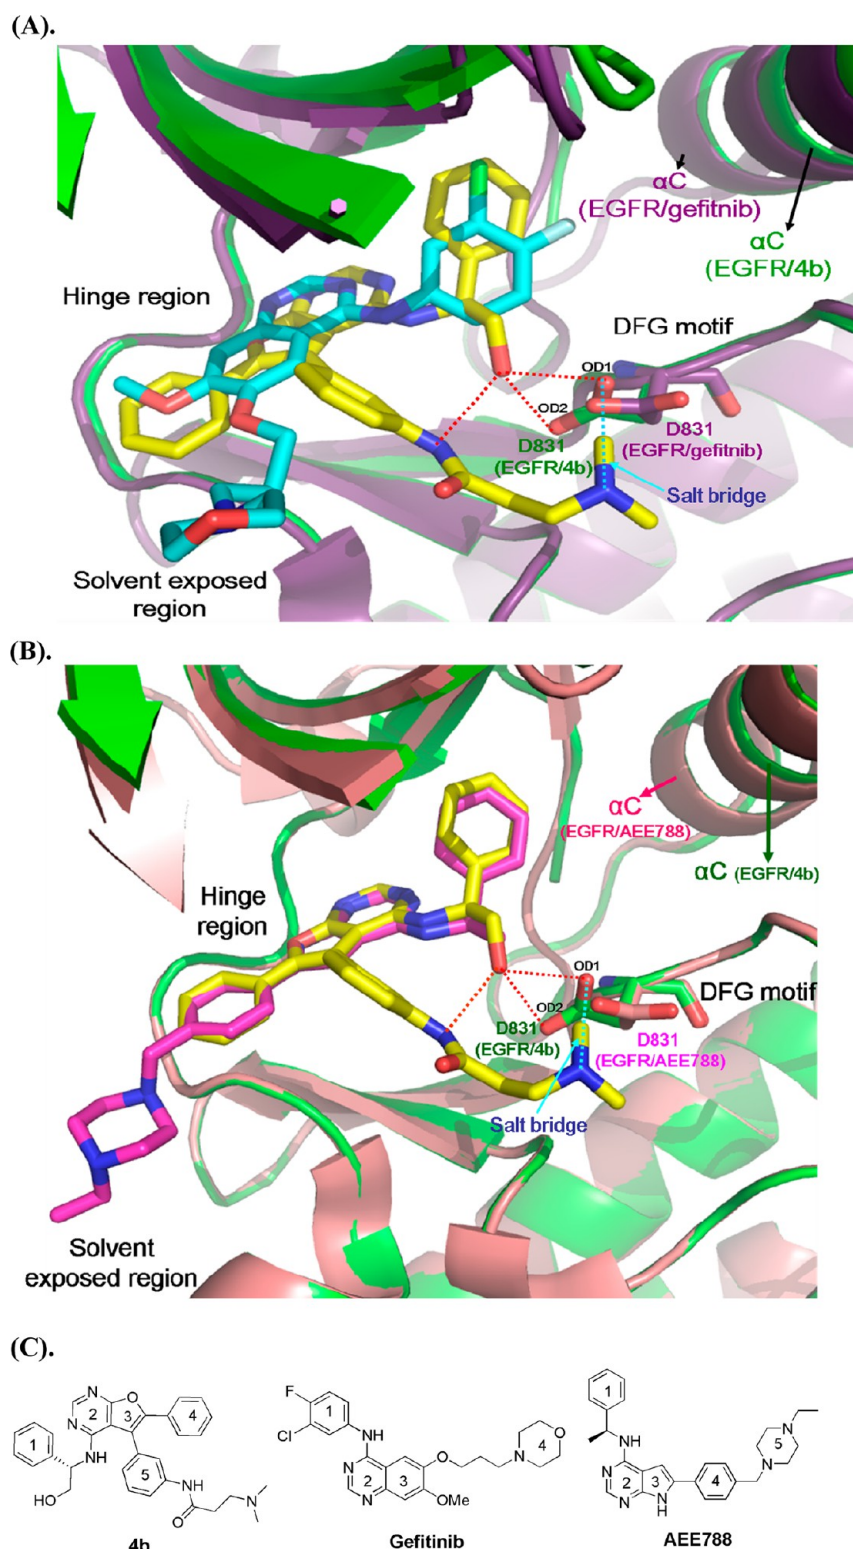 (A).
αC
(EGFR/gefitnib)
αC
(EGFR/4b)
Hinge region
DFG motif
OD1
OD2
D831
(EGFR/4b)
D831
(EGFR/gefitnib)
Salt bridge
Solvent exposed
region
(B).
αC
(EGFR/AEE788)
αC (EGFR/4b)
Hinge
region
OD1
DFG motif
OD2
D831
(EGFR/4b)
D831
(EGFR/AEE788)
Salt bridge
Solvent
exposed region
(C).
N
N
O
2
3
4
1
NH
HO
5
NH
O
N
4b
F
Cl
1
HN
N
N
2
3
O
OMe
N
O
4
Gefitinib
1
NH
N
N
2
3
N
H
4
N
5
N
AEE788